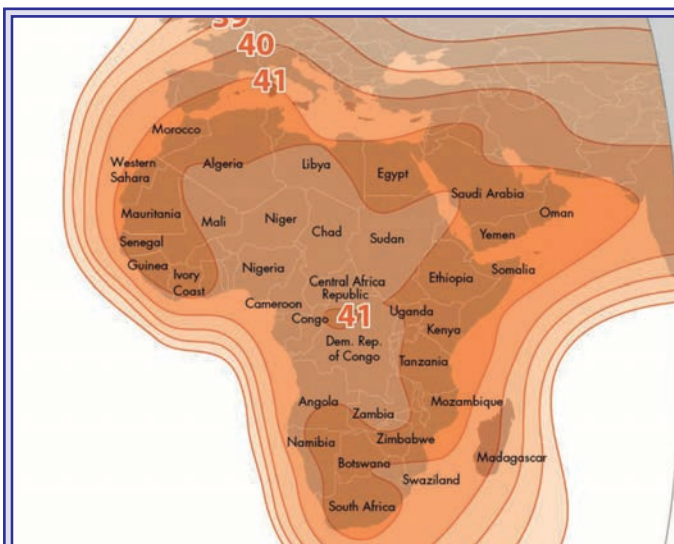 39
40
41
Morocco
Western
Sahara
Algeria
Libya
Egypt
Saudi Arabia
Oman
Mauritania
Mali
Niger
Chad
Sudan
Yemen
Senegal
Guinea
Ivory
Coast
Nigeria
Central Africa
Republic
Ethiopia
Somalia
Cameroon
Congo
41
Uganda
Kenya
Dem. Rep.
of Congo
Tanzania
Angola
Zambia
Mozambique
Namibia
Zimbabwe
Botswana
Swaziland
Madagascar
South Africa